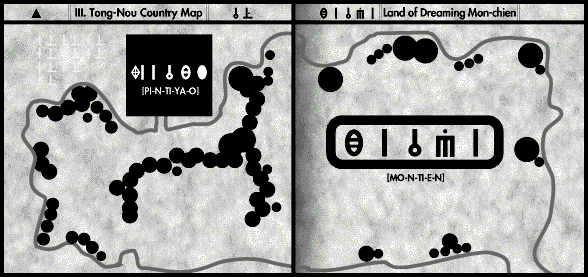 III. Tong-Nou Country Map
Land of Dreaming Mon-chien
[PI-N-TI-YA-O]
[MO-N-TI-E-N]